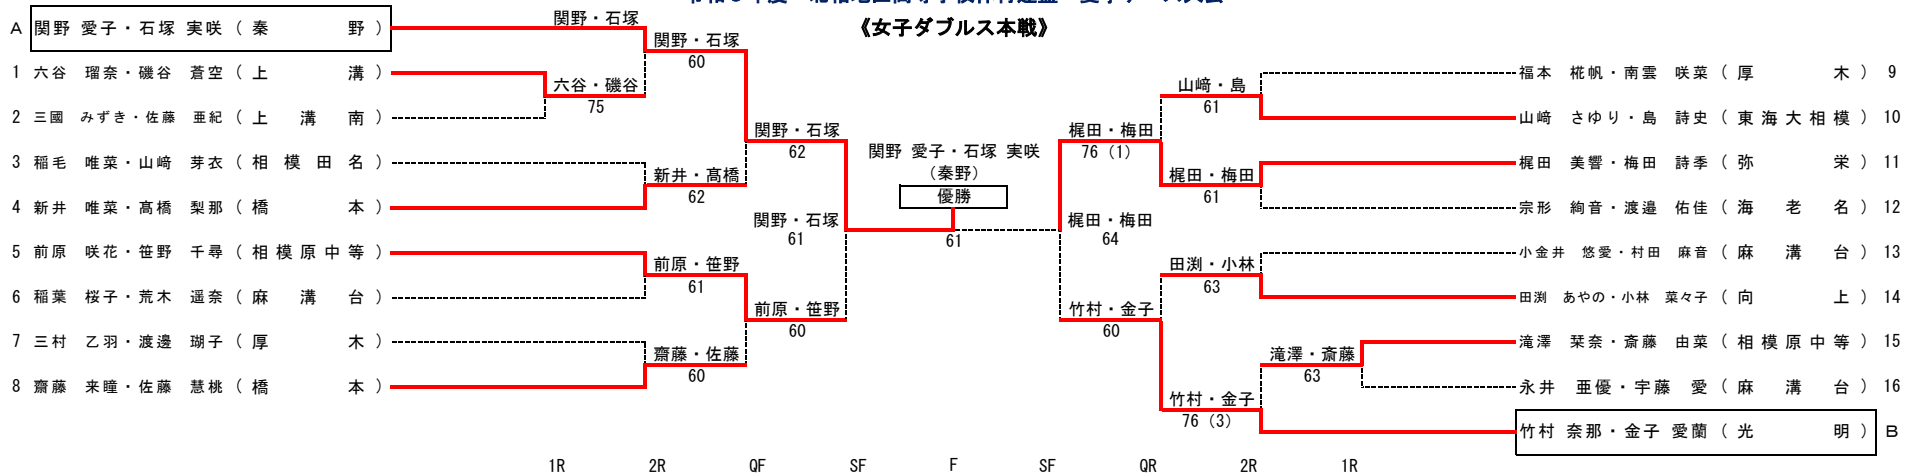 《女子ダブルス本戦》
A 関野 愛子・石塚 実咲 ( 秦 野 )
1 六谷 瑠奈・磯谷 蒼空 ( 上 溝 )
2 三國 みずき・佐藤 亜紀 ( 上 溝 南 )
3 稲毛 唯菜・山﨑 芽衣 ( 相 模 田 名 )
4 新井 唯菜・髙橋 梨那 ( 橋 本 )
5 前原 咲花・笹野 千尋 ( 相 模 原 中 等 )
6 稲葉 桜子・荒木 遥奈 ( 麻 溝 台 )
7 三村 乙羽・渡邊 瑚子 ( 厚 木 )
8 齋藤 来瞳・佐藤 慧桃 ( 橋 本 )
関野・石塚
六谷・磯谷
75
関野・石塚
60
新井・髙橋
62
前原・笹野
61
齋藤・佐藤
60
関野・石塚
62
前原・笹野
60
関野・石塚
61
関野 愛子・石塚 実咲
(秦野)
優勝
61
梶田・梅田
64
梶田・梅田
76 (1)
竹村・金子
60
山﨑・島
61
梶田・梅田
61
田渕・小林
63
竹村・金子
76 (3)
滝澤・斎藤
63
福本 椛帆・南雲 咲菜 ( 厚 木 ) 9
山﨑 さゆり・島 詩史 ( 東 海 大 相 模 ) 10
梶田 美響・梅田 詩季 ( 弥 栄 ) 11
宗形 絢音・渡邉 佑佳 ( 海 老 名 ) 12
小金井 悠愛・村田 麻音 ( 麻 溝 台 ) 13
田渕 あやの・小林 菜々子 ( 向 上 ) 14
滝澤 栞奈・斎藤 由菜 ( 相 模 原 中 等 ) 15
永井 亜優・宇藤 愛 ( 麻 溝 台 ) 16
竹村 奈那・金子 愛蘭 ( 光 明 ) B
1R 2R QF SF F SF QR 2R 1R